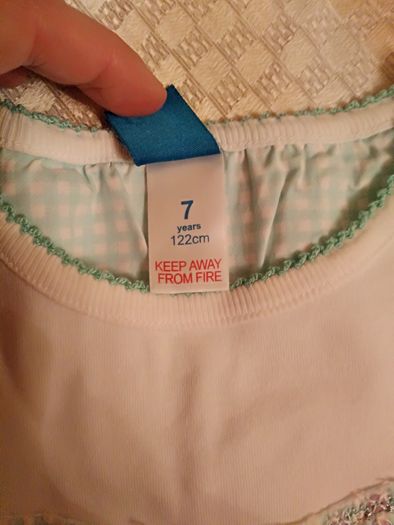 7
years
122cm
KEEP AWAY
FROM FIRE